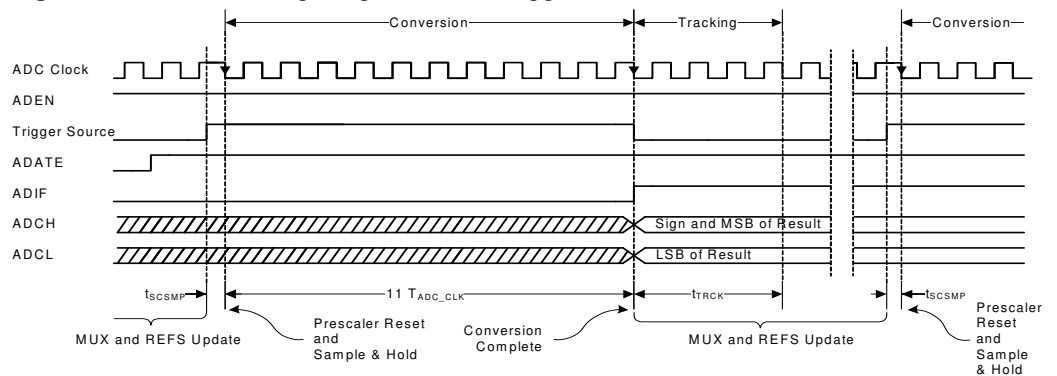 Conversion
Tracking
Conversion
ADC Clock
ADEN
Trigger Source
ADATE
ADIF
ADCH
Sign and MSB of Result
ADCL
LSB of Result
tSCSMP
11 TADC_CLK
tTRCK
tSCSMP
MUX and REFS Update
Prescaler Reset
and
Sample & Hold
Conversion
Complete
MUX and REFS Update
Prescaler
Reset
and
Sample
& Hold